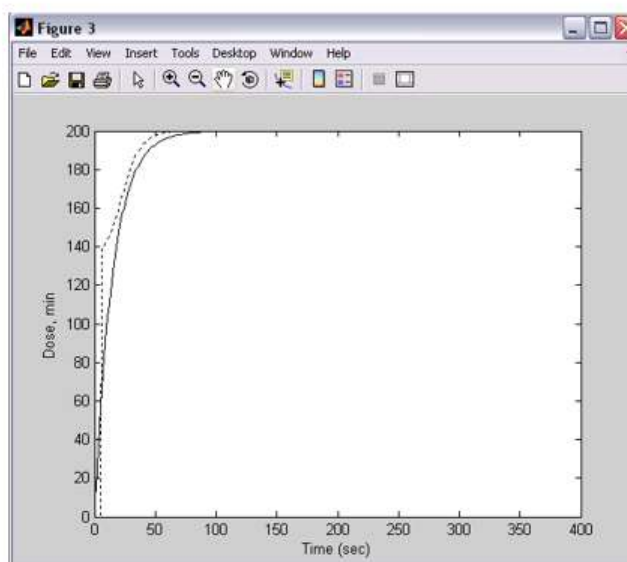 Figure 3
File Edit View Insert Tools Desktop Window Help
200
180
160
140
120
100
80
60
40
20
0
Dose, min
0 50 100 150 200 250 300 350 400
Time (sec)